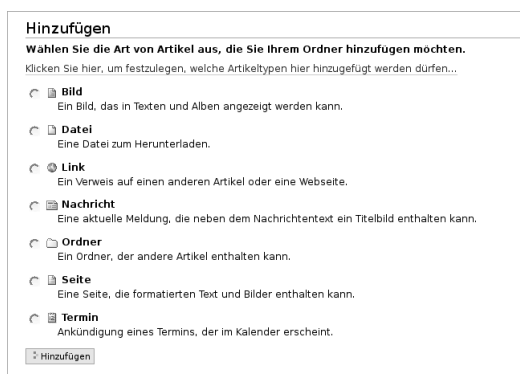 Hinzufügen
Wählen Sie die Art von Artikel aus, die Sie Ihrem Ordner hinzufügen möchten.
Klicken Sie hier, um festzulegen, welche Artikeltypen hier hinzugefügt werden dürfen...
Bild
Ein Bild, das in Texten und Alben angezeigt werden kann.
Datei
Eine Datei zum Herunterladen.
Link
Ein Verweis auf einen anderen Artikel oder eine Webseite.
Nachricht
Eine aktuelle Meldung, die neben dem Nachrichtentext ein Titelbild enthalten kann.
Ordner
Ein Ordner, der andere Artikel enthalten kann.
Seite
Eine Seite, die formatierten Text und Bilder enthalten kann.
Termin
Ankündigung eines Termins, der im Kalender erscheint.
Hinzufügen